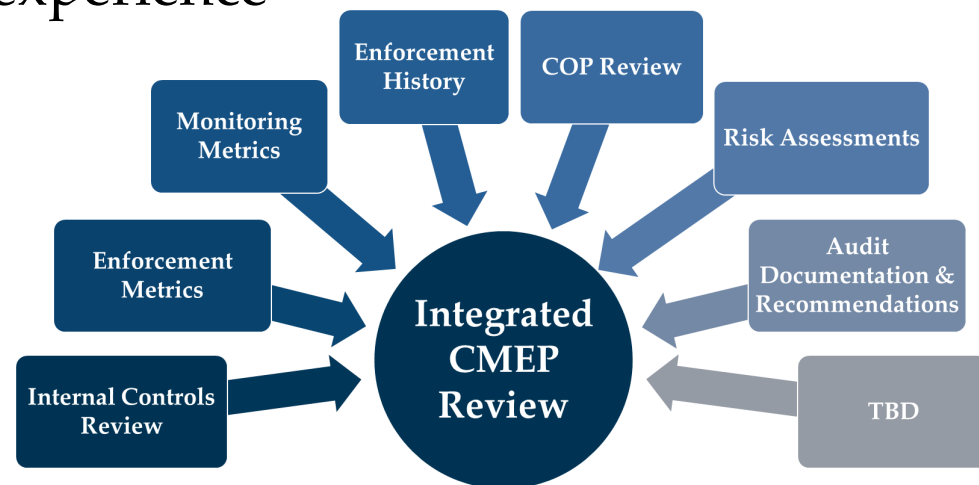 experience
Enforcement
History
COP Review
Monitoring
Metrics
Risk Assessments
Enforcement
Metrics
Audit
Documentation &
Recommendations
Internal Controls
Review
TBD
Integrated
CMEP
Review